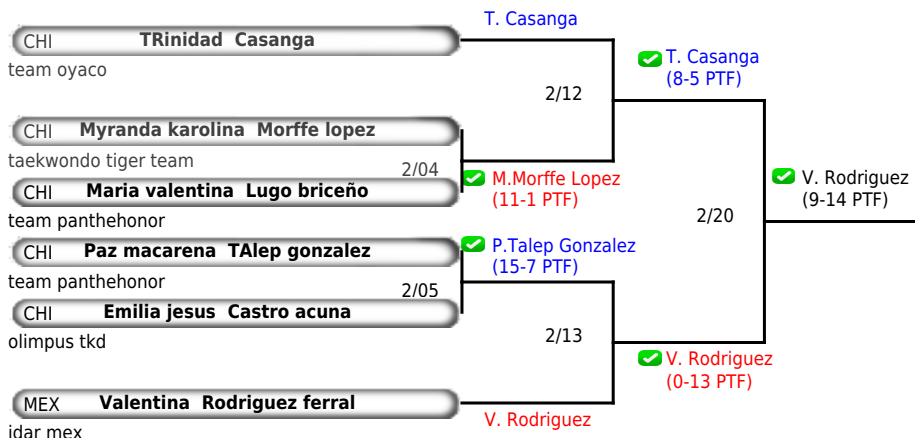 T. Casanga
CHI TRinidad Casanga
team oyaco
T. Casanga
(8-5 PTF)
2/12
CHI Myranda karolina Morffe lopez
taekwondo tiger team
2/04
M.Morffe Lopez
(11-1 PTF)
CHI Maria valentina Lugo briceño
team panthehonor
V. Rodriguez
(9-14 PTF)
2/20
CHI Paz macarena TAlep gonzalez
team panthehonor
P.Talep Gonzalez
(15-7 PTF)
2/05
CHI Emilia jesus Castro acuna
olimpus tkd
2/13
V. Rodriguez
(0-13 PTF)
MEX Valentina Rodriguez ferral
idar mex
V. Rodriguez